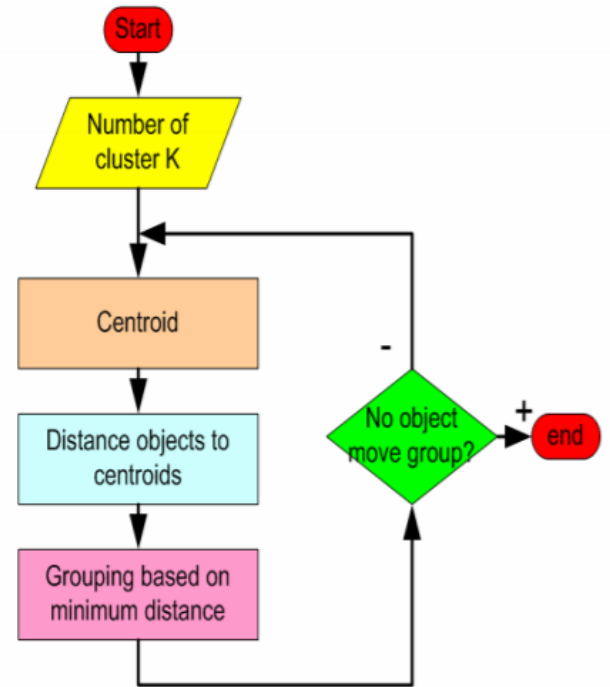 Start
Number of
cluster K
Centroid
Distance objects to
centroids
Grouping based on
minimum distance
-
No object
move group?
+
end